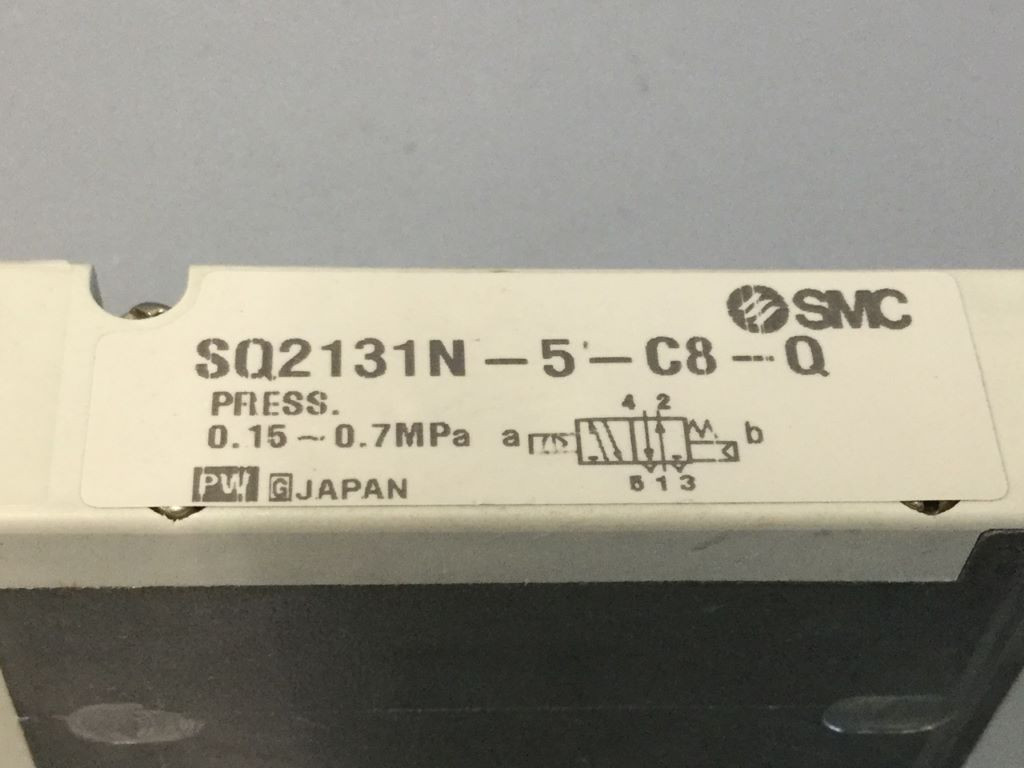 SMC
SQ2131N-5-C8-Q
PRESS.
0.15~0.7MPa
4 2
a b
5 1 3
PW G JAPAN